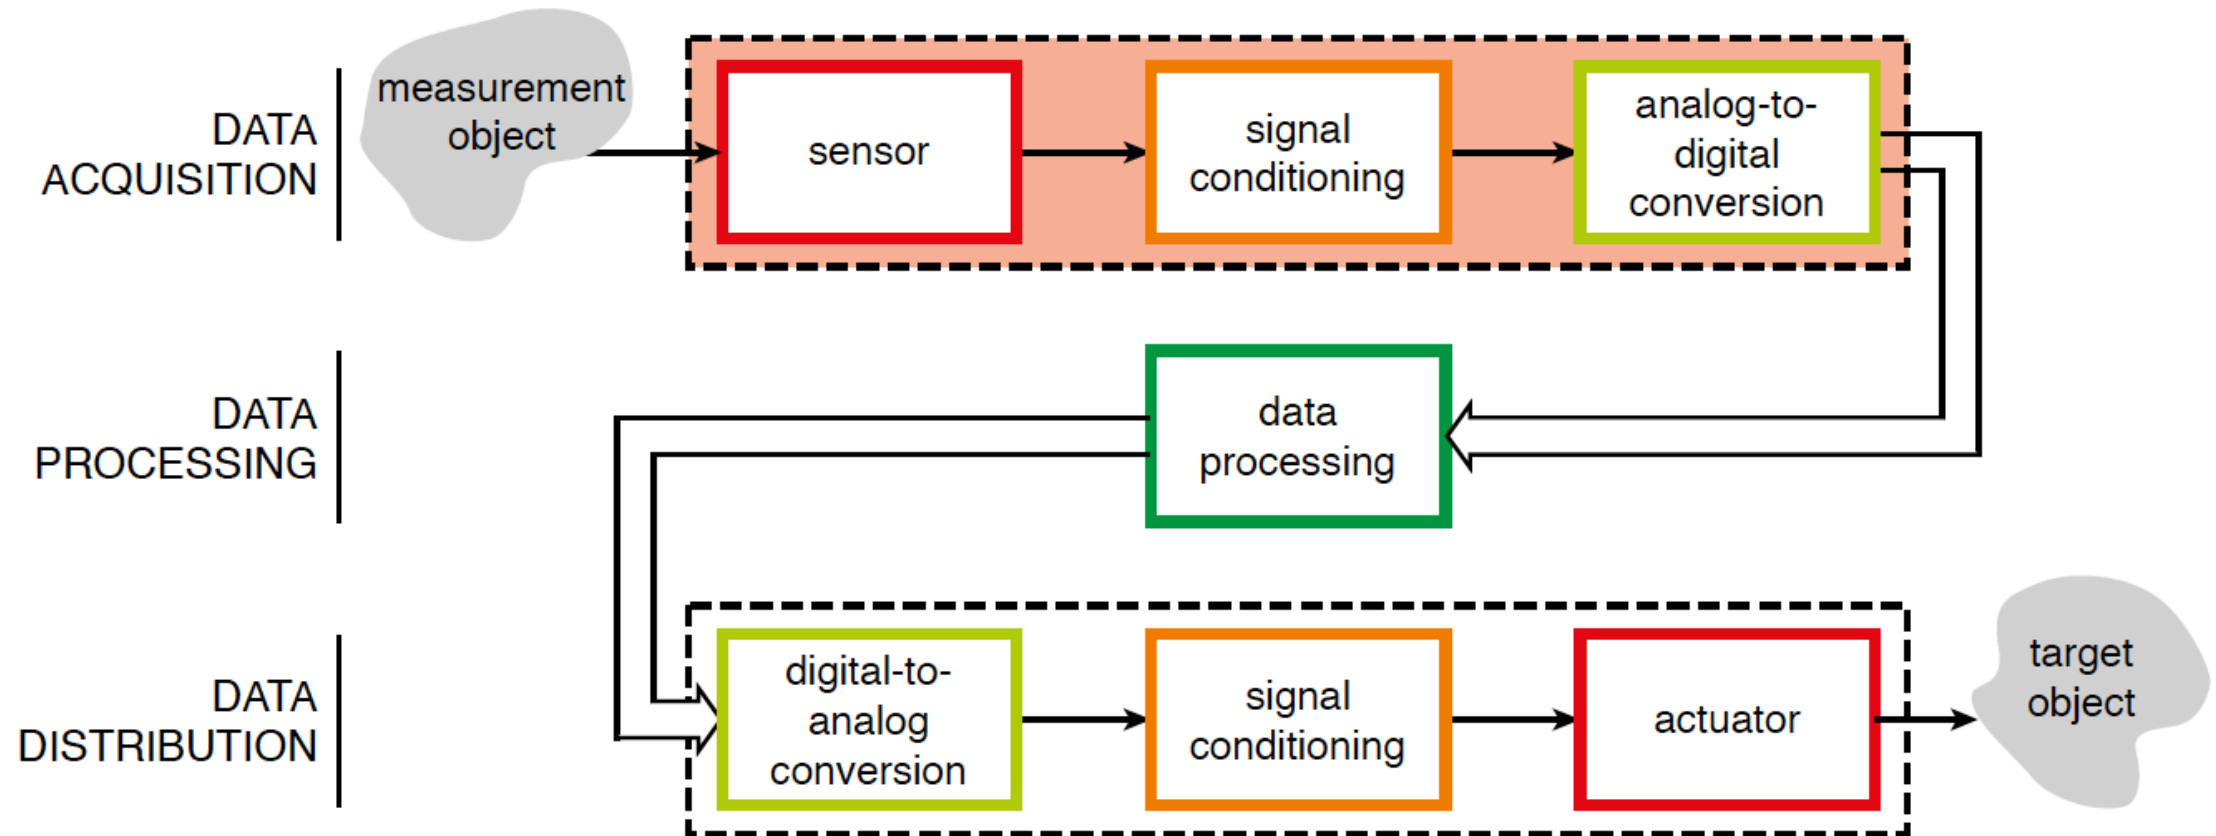 DATA
ACQUISITION
measurement
object
sensor
signal
conditioning
analog-to-
digital
conversion
DATA
PROCESSING
data
processing
DATA
DISTRIBUTION
digital-to-
analog
conversion
signal
conditioning
actuator
target
object